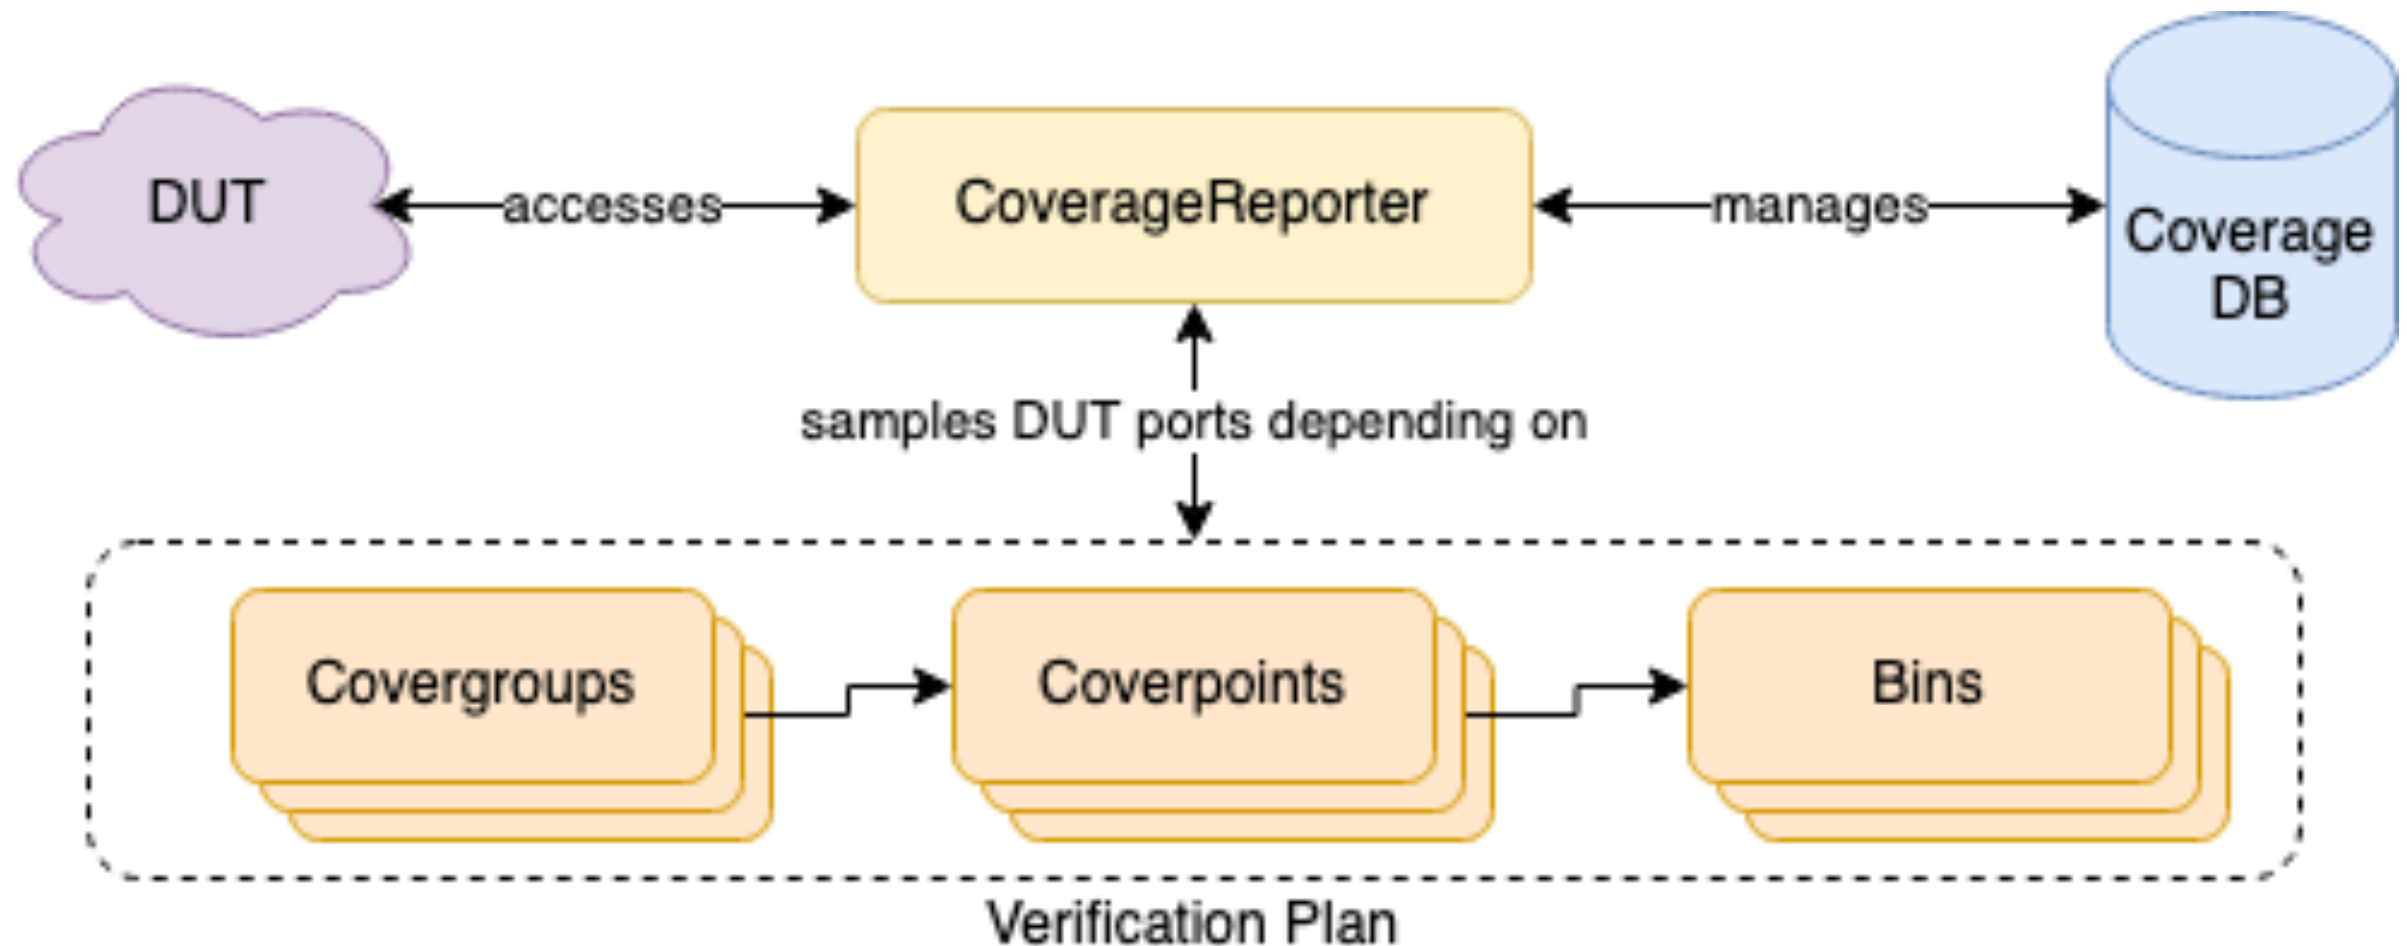 DUT
accesses
CoverageReporter
manages
Coverage
DB
samples DUT ports depending on
Covergroups
Coverpoints
Bins
Verification Plan